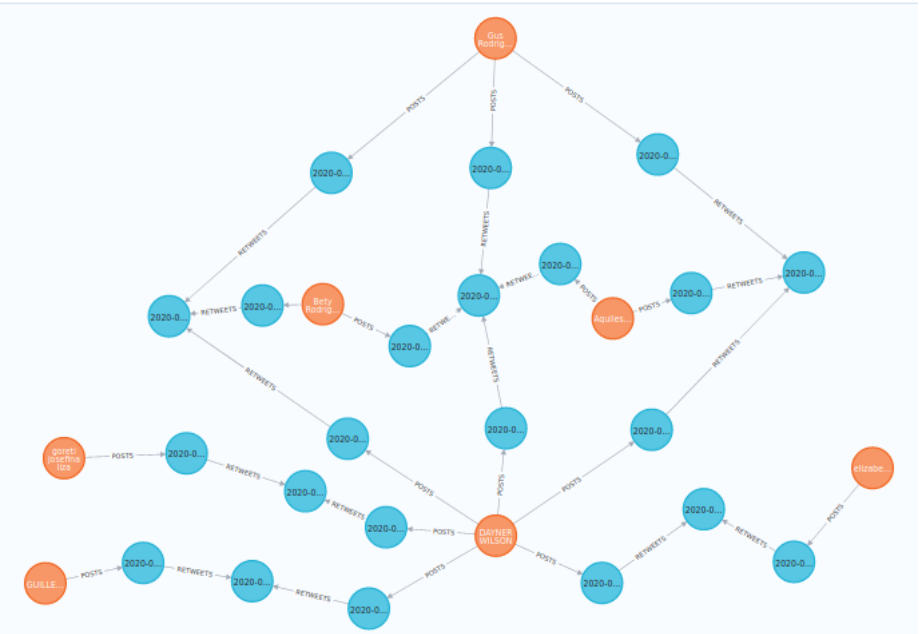 Gus
Rodrig...
POSTS
POSTS
POSTS
2020-0...
2020-0...
2020-0...
RETWEETS
RETWEETS
RETWEETS
2020-0...
RETWEE...
2020-0...
RETWEETS
2020-0...
POSTS
POSTS
2020-0...
RETWEETS
2020-0...
Bety
Rodrig...
2020-0...
Aquiles...
POSTS
RETWE...
2020-0...
RETWEETS
RETWEETS
RETWEETS
2020-0...
2020-0...
2020-0...
goreti
josefina
liza
POSTS
2020-0...
RETWEETS
elizabe...
2020-0...
RETWEETS
POSTS
POSTS
POSTS
2020-0...
POSTS
2020-0...
POSTS
DAYNER
WILSON
RETWEETS
RETWEETS
POSTS
POSTS
2020-0...
GUILLE...
POSTS
2020-0...
RETWEETS
2020-0...
RETWEETS
2020-0...
POSTS
2020-0...